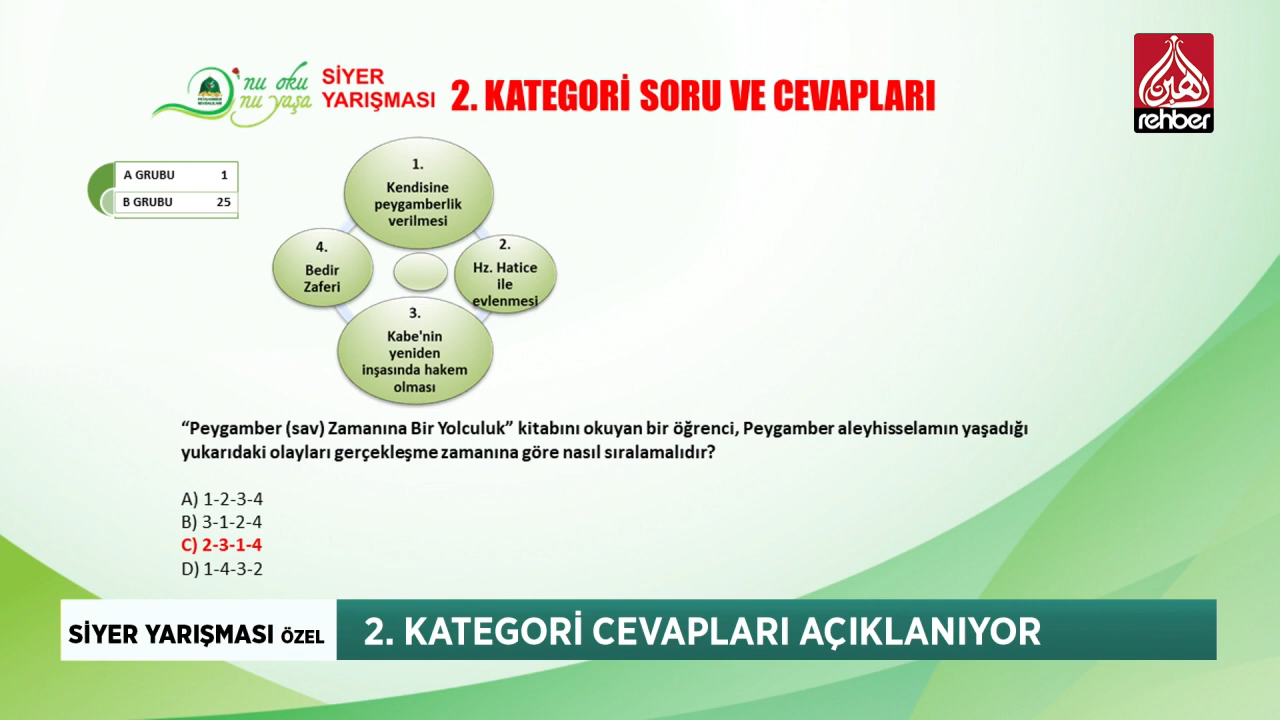 nu oku
nu yaşa
SİYER
YARIŞMASI
2. KATEGORİ SORU VE CEVAPLARI
rehber
A GRUBU 1
B GRUBU 25
1.
Kendisine
peygamberlik
verilmesi
2.
Hz. Hatice
ile
evlenmesi
3.
Kabe'nin
yeniden
inşasında hakem
olması
4.
Bedir
Zaferi
“Peygamber (sav) Zamanına Bir Yolculuk” kitabını okuyan bir öğrenci, Peygamber aleyhisselamın yaşadığı
yukarıdaki olayları gerçekleşme zamanına göre nasıl sıralamalıdır?
A) 1-2-3-4
B) 3-1-2-4
C) 2-3-1-4
D) 1-4-3-2
SİYER YARIŞMASI ÖZEL
2. KATEGORİ CEVAPLARI AÇIKLANIYOR